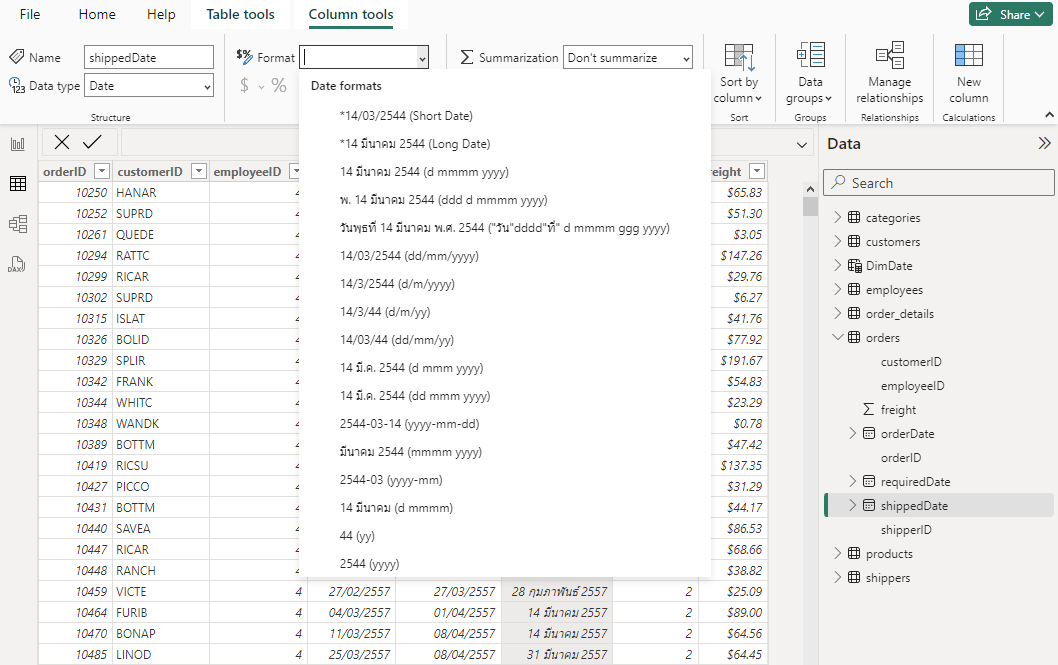 File Home Help Table tools Column tools Share
Name shippedDate Format Summarization Don't summarize
Data type Date $ %
Sort by column
Data groups
Manage relationships
New column
Structure Sort Groups Relationships Calculations
Date formats
*14/03/2544 (Short Date)
*14 มีนาคม 2544 (Long Date)
14 มีนาคม 2544 (d mmmm yyyy)
พ. 14 มีนาคม 2544 (ddd d mmmm yyyy)
วันพุธที่ 14 มีนาคม พ.ศ. 2544 ("วัน"dddd"ที่" d mmmm ggg yyyy)
14/03/2544 (dd/mm/yyyy)
14/3/2544 (d/m/yyyy)
14/3/44 (d/m/yy)
14/03/44 (dd/mm/yy)
14 มี.ค. 2544 (d mmm yyyy)
14 มี.ค. 2544 (dd mmm yyyy)
2544-03-14 (yyyy-mm-dd)
มีนาคม 2544 (mmmm yyyy)
2544-03 (yyyy-mm)
14 มีนาคม (d mmmm)
44 (yy)
2544 (yyyy)
orderID customerID employeeID reight
10250 HANAR 4 $65.83
10252 SUPRD 4 $51.30
10261 QUEDE 4 $3.05
10294 RATTC 4 $147.26
10299 RICAR 4 $29.76
10302 SUPRD 4 $6.27
10315 ISLAT 4 $41.76
10326 BOLID 4 $77.92
10329 SPLIR 4 $191.67
10342 FRANK 4 $54.83
10344 WHITC 4 $23.29
10348 WANDK 4 $0.78
10389 BOTTM 4 $47.42
10419 RICSU 4 $137.35
10427 PICCO 4 $31.29
10431 BOTTM 4 $44.17
10440 SAVEA 4 $86.53
10447 RICAR 4 $68.66
10448 RANCH 4 $38.82
10459 VICTE 4 27/02/2557 27/03/2557 28 กุมภาพันธ์ 2557 2 $25.09
10464 FURIB 4 04/03/2557 01/04/2557 14 มีนาคม 2557 2 $89.00
10470 BONAP 4 11/03/2557 08/04/2557 14 มีนาคม 2557 2 $64.56
10485 LINOD 4 25/03/2557 08/04/2557 31 มีนาคม 2557 2 $64.45
Data
Search
categories
customers
DimDate
employees
order_details
orders
customerID
employeeID
freight
orderDate
orderID
requiredDate
shippedDate
shipperID
products
shippers